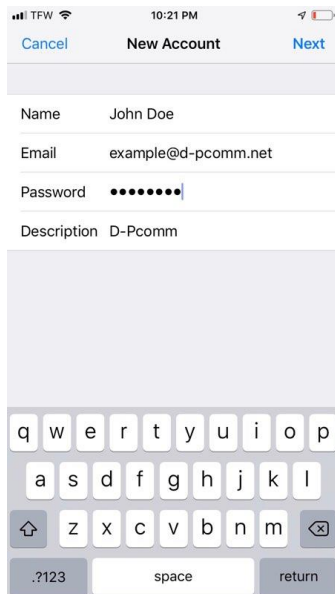 TFW 10:21 PM
Cancel New Account Next
Name John Doe
Email example@d-pcomm.net
Password ••••••••
Description D-Pcomm
q w e r t y u i o p
a s d f g h j k l
z x c v b n m
.?123 space return